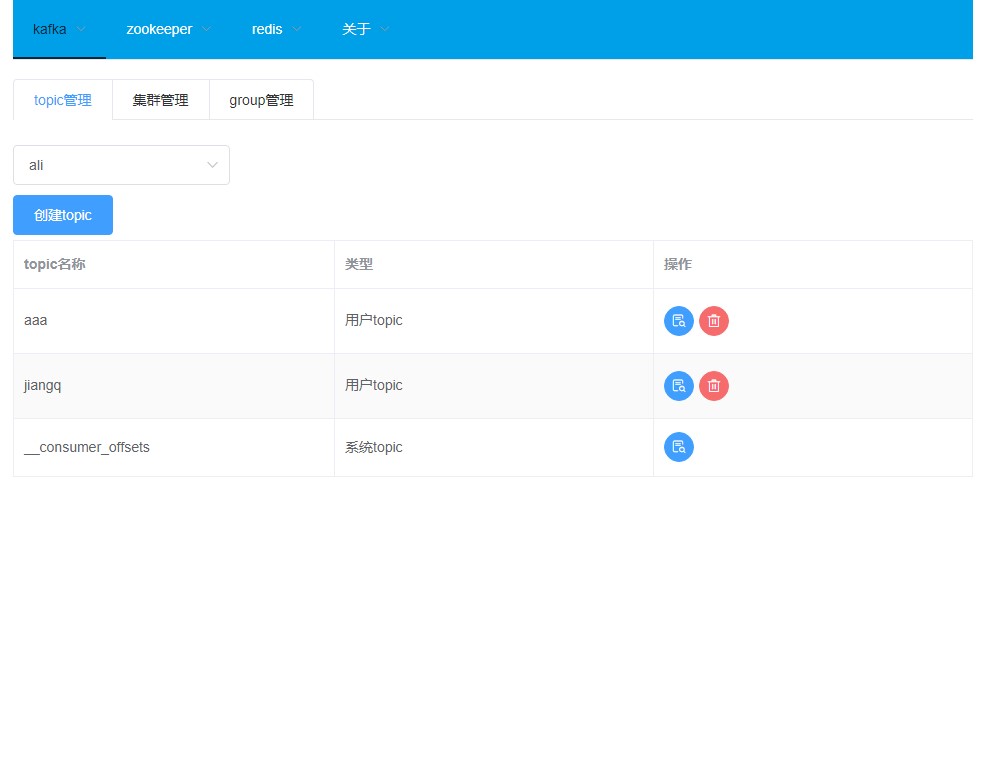 kafka zookeeper redis 关于
topic管理 集群管理 group管理
ali
创建topic
topic名称 类型 操作
aaa 用户topic
jiangq 用户topic
__consumer_offsets 系统topic